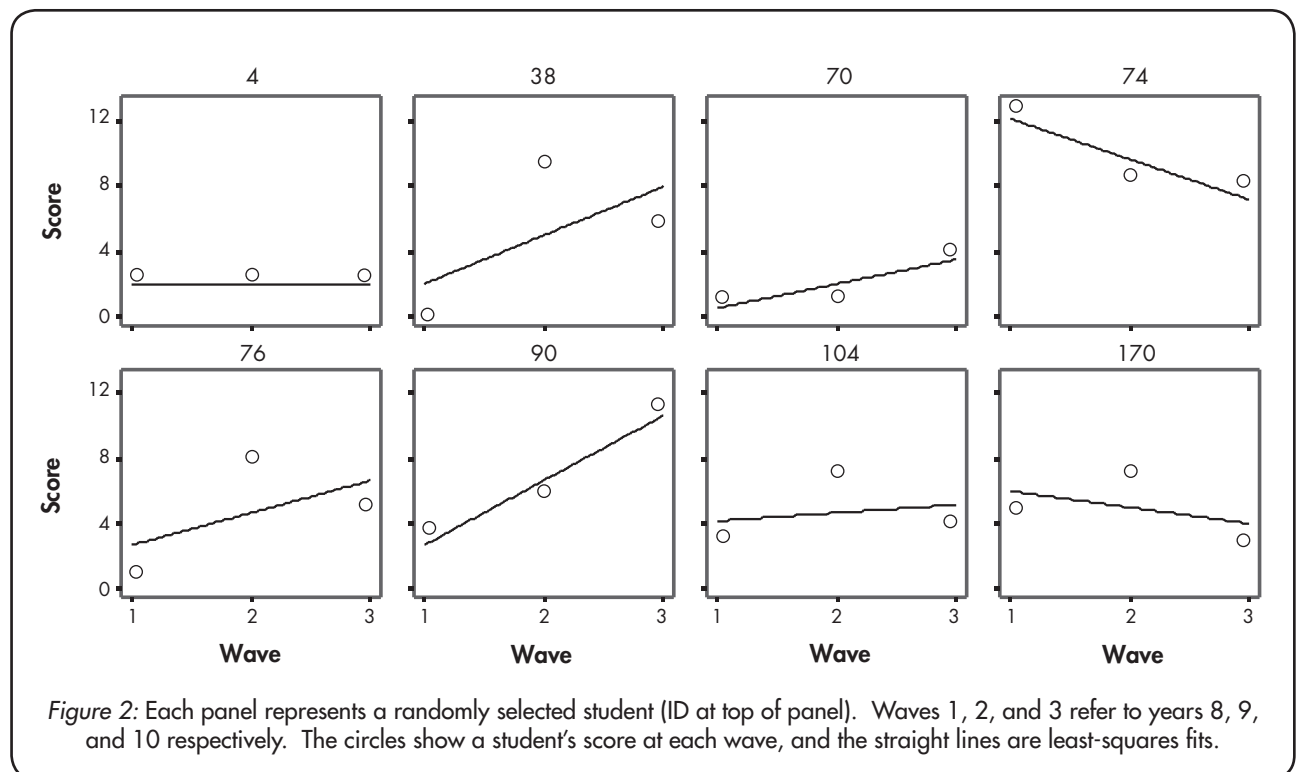 4 38 70 74
12
8
4
0
Score
76 90 104 170
12
8
4
0
Score
1 2 3 1 2 3 1 2 3 1 2 3
Wave Wave Wave Wave
Figure 2: Each panel represents a randomly selected student (ID at top of panel). Waves 1, 2, and 3 refer to years 8, 9,
and 10 respectively. The circles show a student's score at each wave, and the straight lines are least-squares fits.